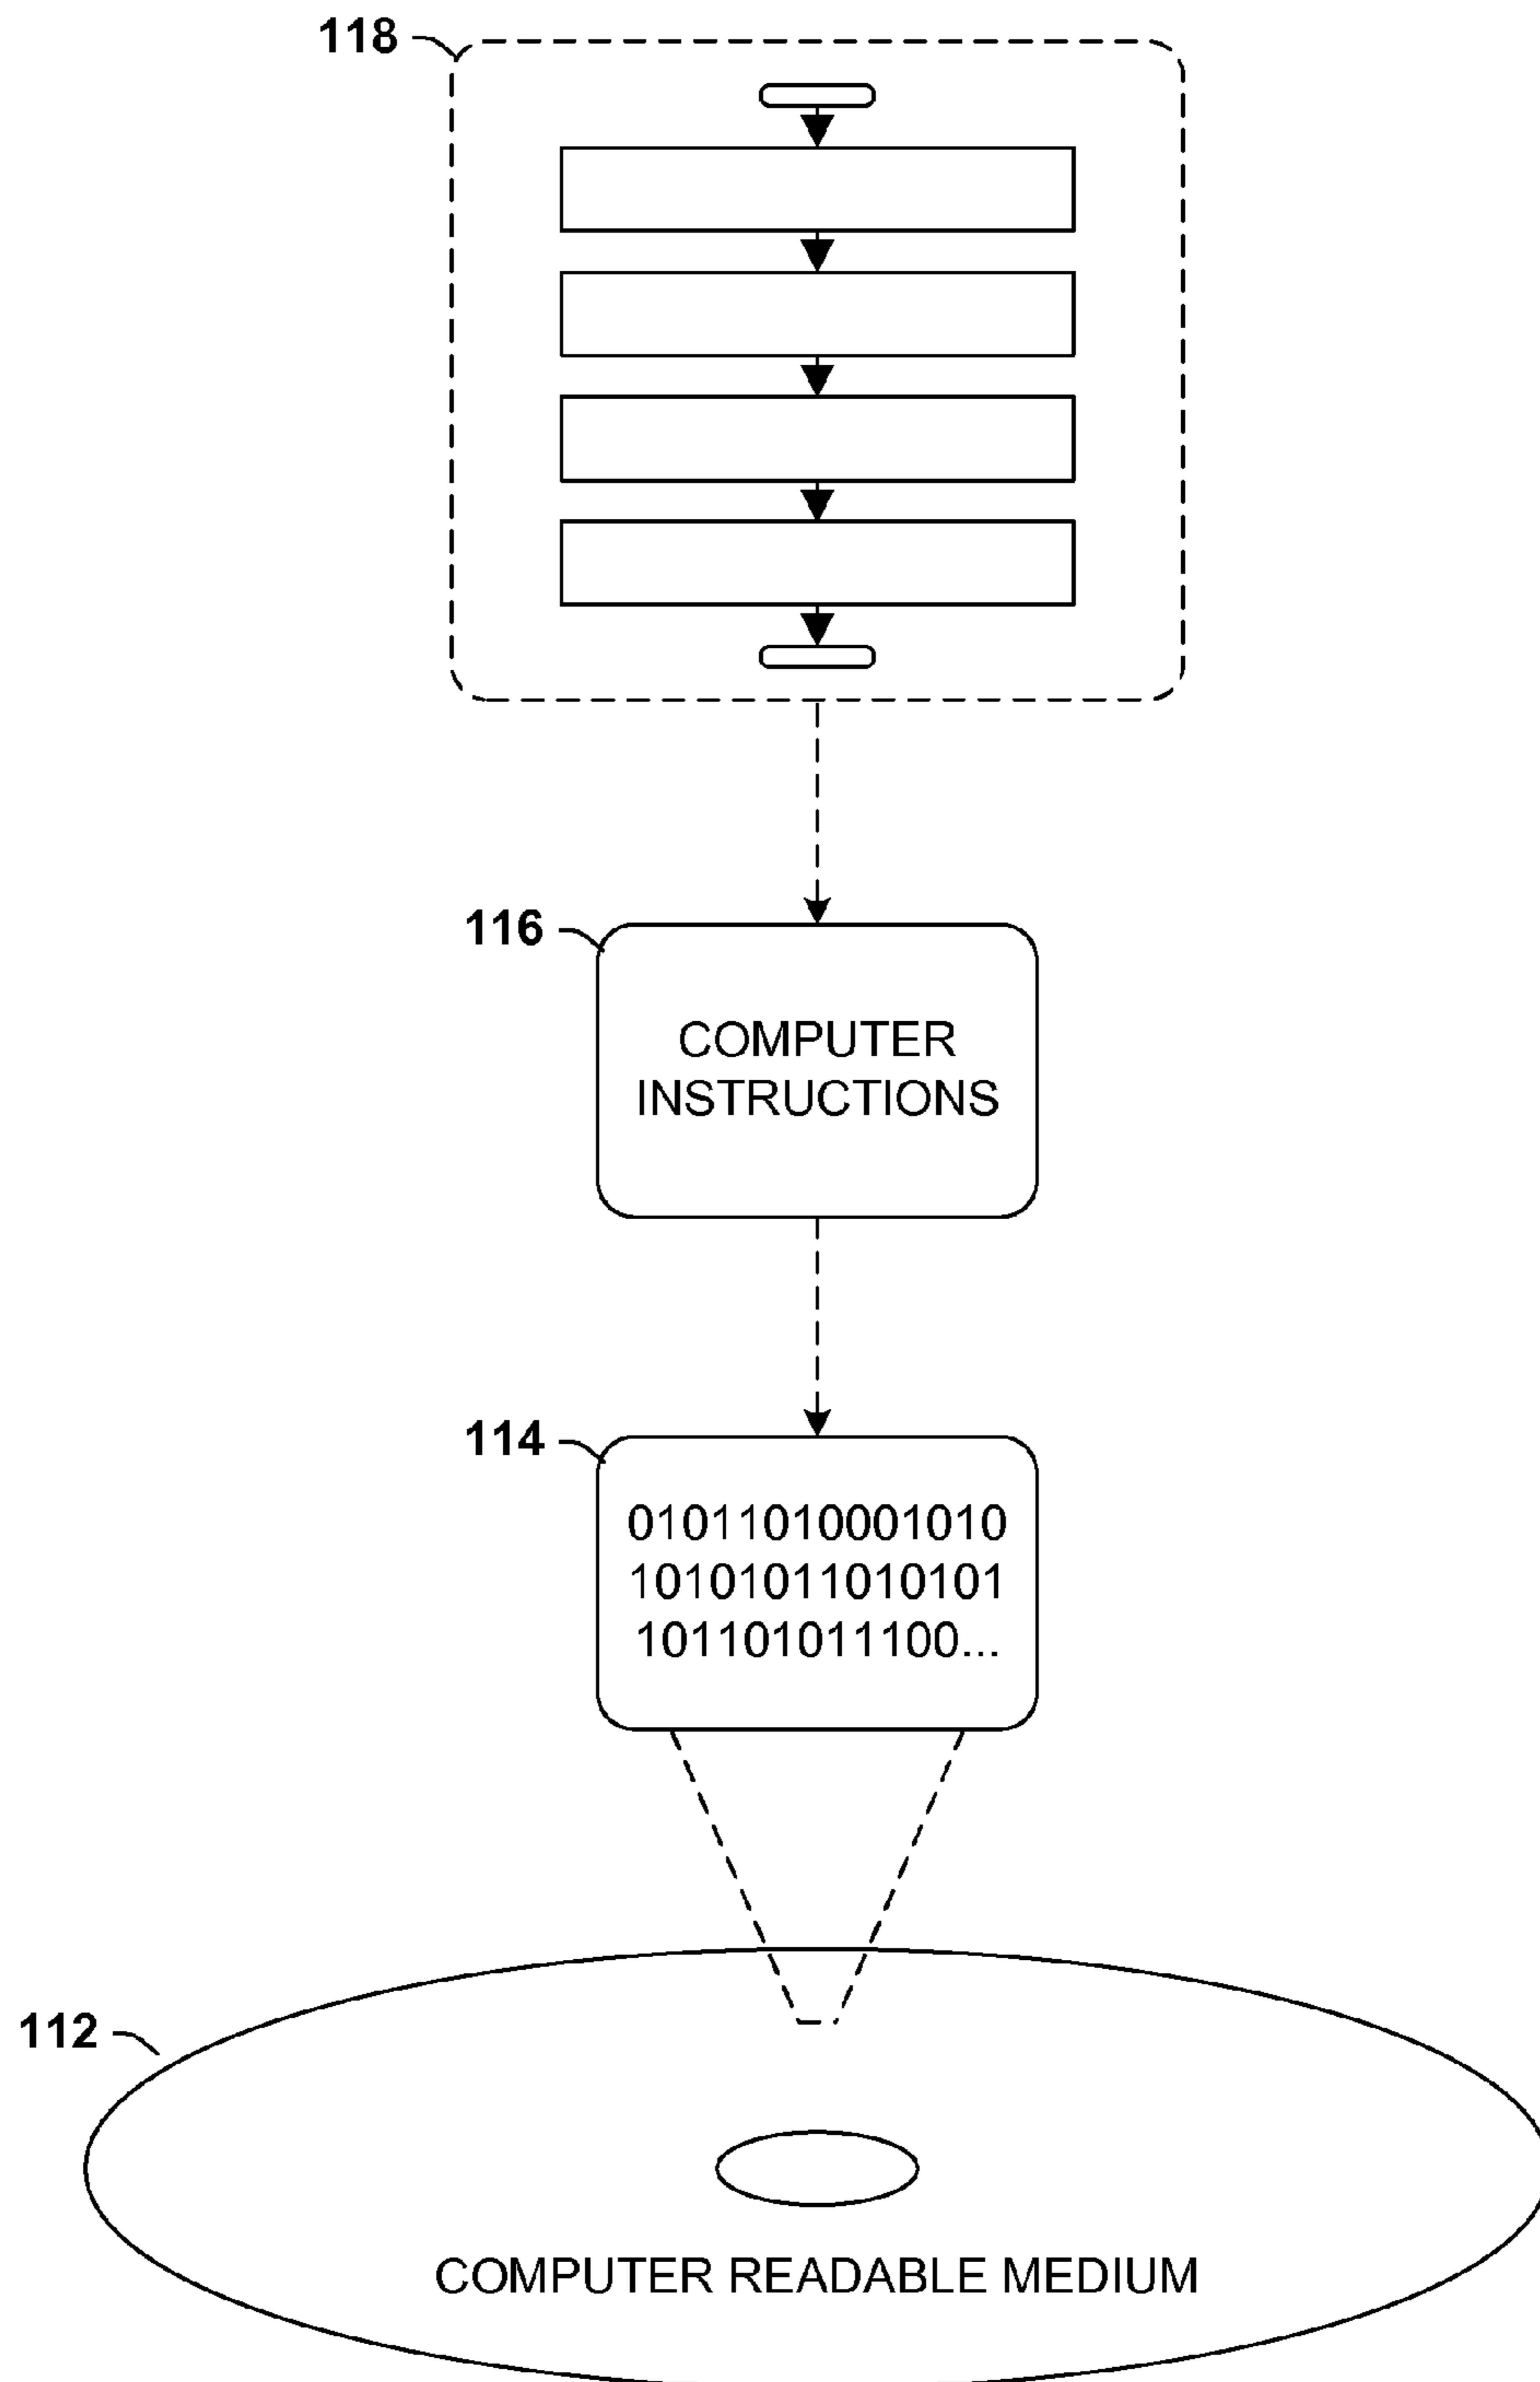 118
116
COMPUTER
INSTRUCTIONS
114
01011010001010
10101011010101
101101011100...
112
COMPUTER READABLE MEDIUM